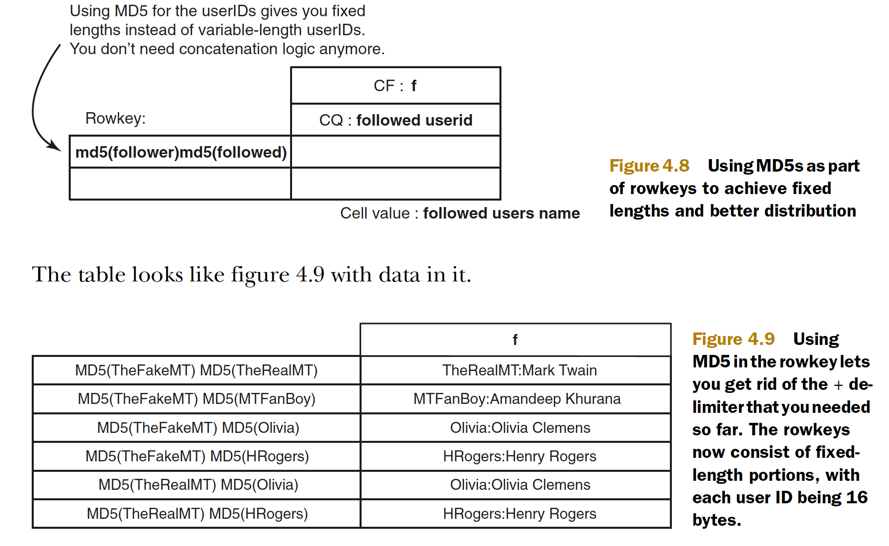 Using MD5 for the userIDs gives you fixed
lengths instead of variable-length userIDs.
You don't need concatenation logic anymore.
CF : f
Rowkey:
CQ : followed userid
md5(follower)md5(followed)
Cell value : followed users name
Figure 4.8 Using MD5s as part
of rowkeys to achieve fixed
lengths and better distribution
The table looks like figure 4.9 with data in it.
f
MD5(TheFakeMT) MD5(TheRealMT) TheRealMT:Mark Twain
MD5(TheFakeMT) MD5(MTFanBoy) MTFanBoy:Amandeep Khurana
MD5(TheFakeMT) MD5(Olivia) Olivia:Olivia Clemens
MD5(TheFakeMT) MD5(HRogers) HRogers:Henry Rogers
MD5(TheRealMT) MD5(Olivia) Olivia:Olivia Clemens
MD5(TheRealMT) MD5(HRogers) HRogers:Henry Rogers
Figure 4.9 Using
MD5 in the rowkey lets
you get rid of the + de-
limiter that you needed
so far. The rowkeys
now consist of fixed-
length portions, with
each user ID being 16
bytes.